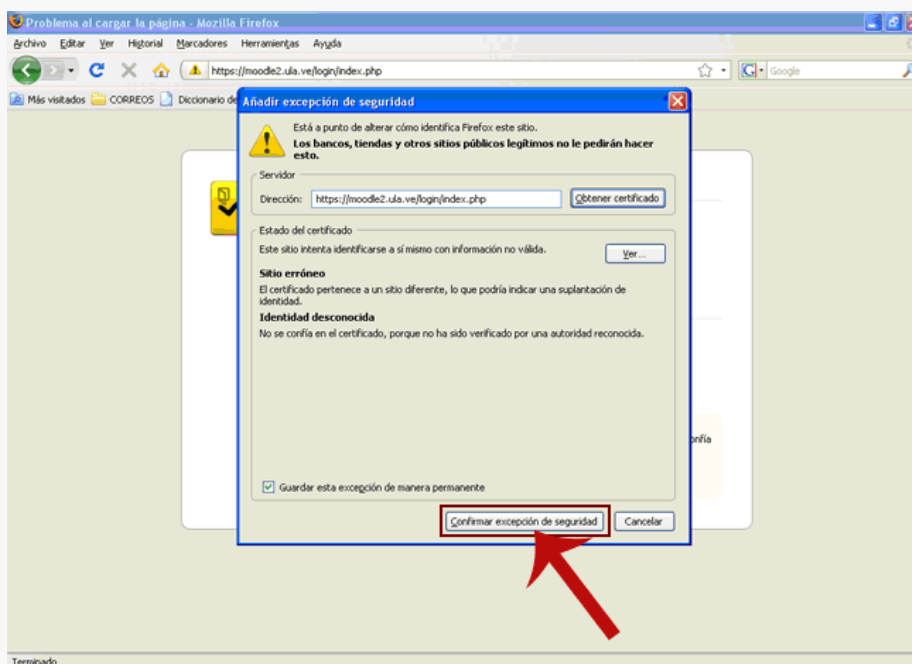 Problema al cargar la página - Mozilla Firefox
Archivo Editar Ver Historial Marcadores Herramientas Ayuda
https://moodle2.ula.ve/login/index.php
Google
Más visitados CORREOS Diccionario de
Añadir excepción de seguridad
Está a punto de alterar cómo identifica Firefox este sitio.
Los bancos, tiendas y otros sitios públicos legítimos no le pedirán hacer
esto.
Servidor
Dirección: https://moodle2.ula.ve/login/index.php Obtener certificado
Estado del certificado
Este sitio intenta identificarse a sí mismo con información no válida.
Ver...
Sitio erróneo
El certificado pertenece a un sitio diferente, lo que podría indicar una suplantación de
identidad.
Identidad desconocida
No se confía en el certificado, porque no ha sido verificado por una autoridad reconocida.
onfía
Guardar esta excepción de manera permanente
Confirmar excepción de seguridad Cancelar
Terminado